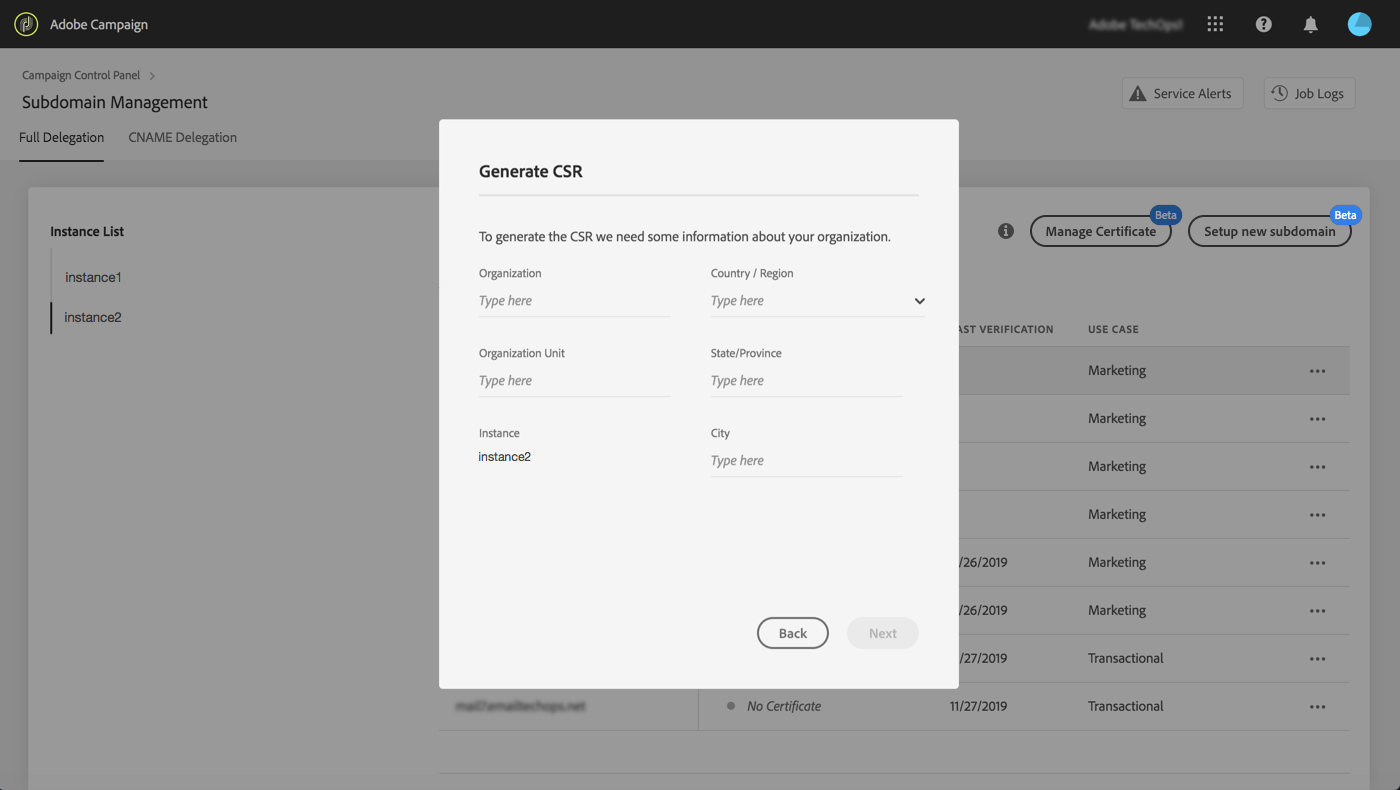 Adobe Campaign
Campaign Control Panel
Subdomain Management
Service Alerts
Job Logs
Full Delegation
CNAME Delegation
Generate CSR
To generate the CSR we need some information about your organization.
Organization
Type here
Country / Region
Type here
Organization Unit
Type here
State/Province
Type here
Instance
instance2
City
Type here
Back
Next
Instance List
instance1
instance2
Beta
Manage Certificate
Beta
Setup new subdomain
AST VERIFICATION
USE CASE
Marketing
Marketing
Marketing
Marketing
/26/2019
Marketing
/26/2019
Marketing
/27/2019
Transactional
No Certificate
11/27/2019
Transactional